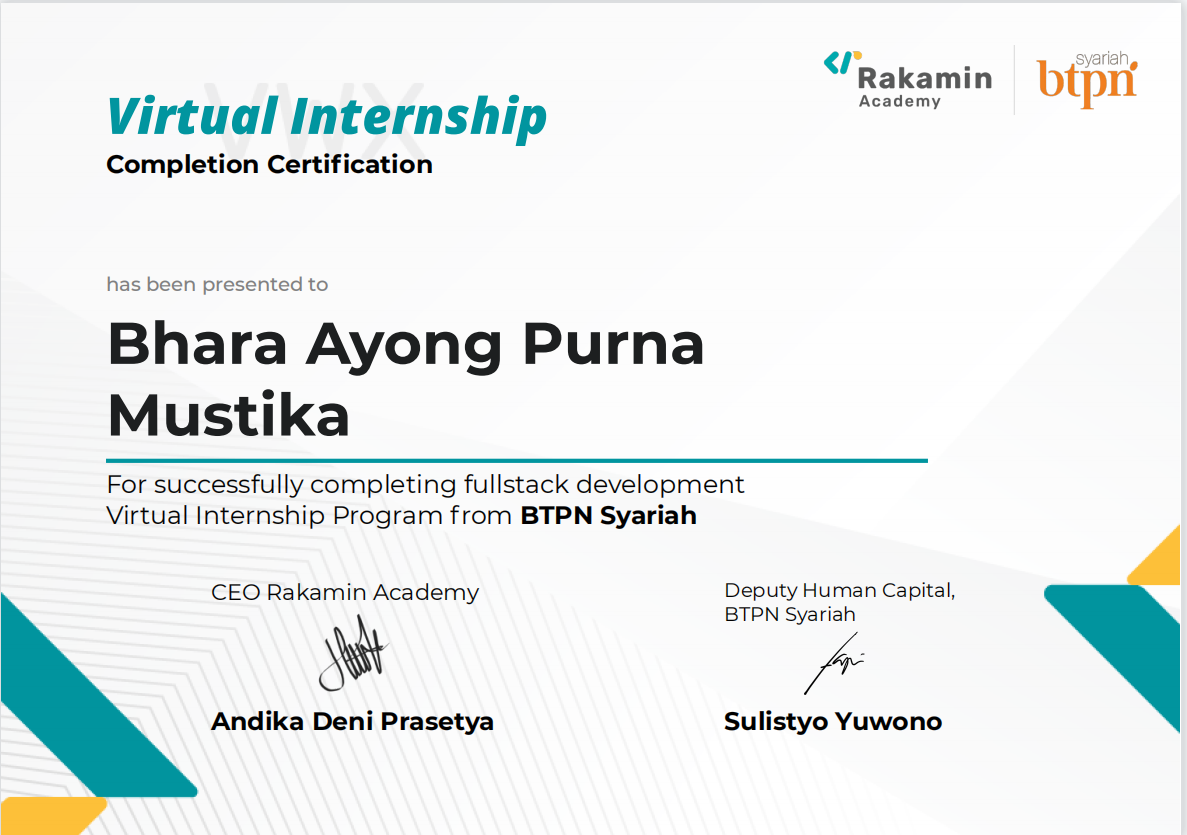 Rakamin
Academy
syariah
btpn
VWX
Virtual Internship
Completion Certification
has been presented to
Bhara Ayong Purna
Mustika
For successfully completing fullstack development
Virtual Internship Program from BTPN Syariah
CEO Rakamin Academy
Andika Deni Prasetya
Deputy Human Capital,
BTPN Syariah
Sulistyo Yuwono